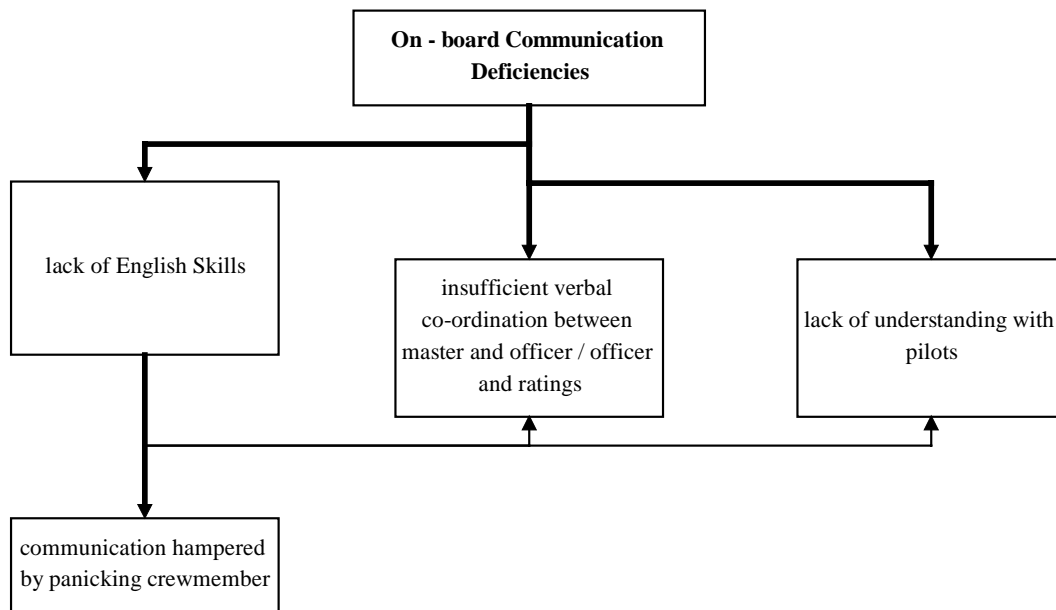 On - board Communication
Deficiencies
lack of English Skills
insufficient verbal
co-ordination between
master and officer / officer
and ratings
lack of understanding with
pilots
communication hampered
by panicking crewmember